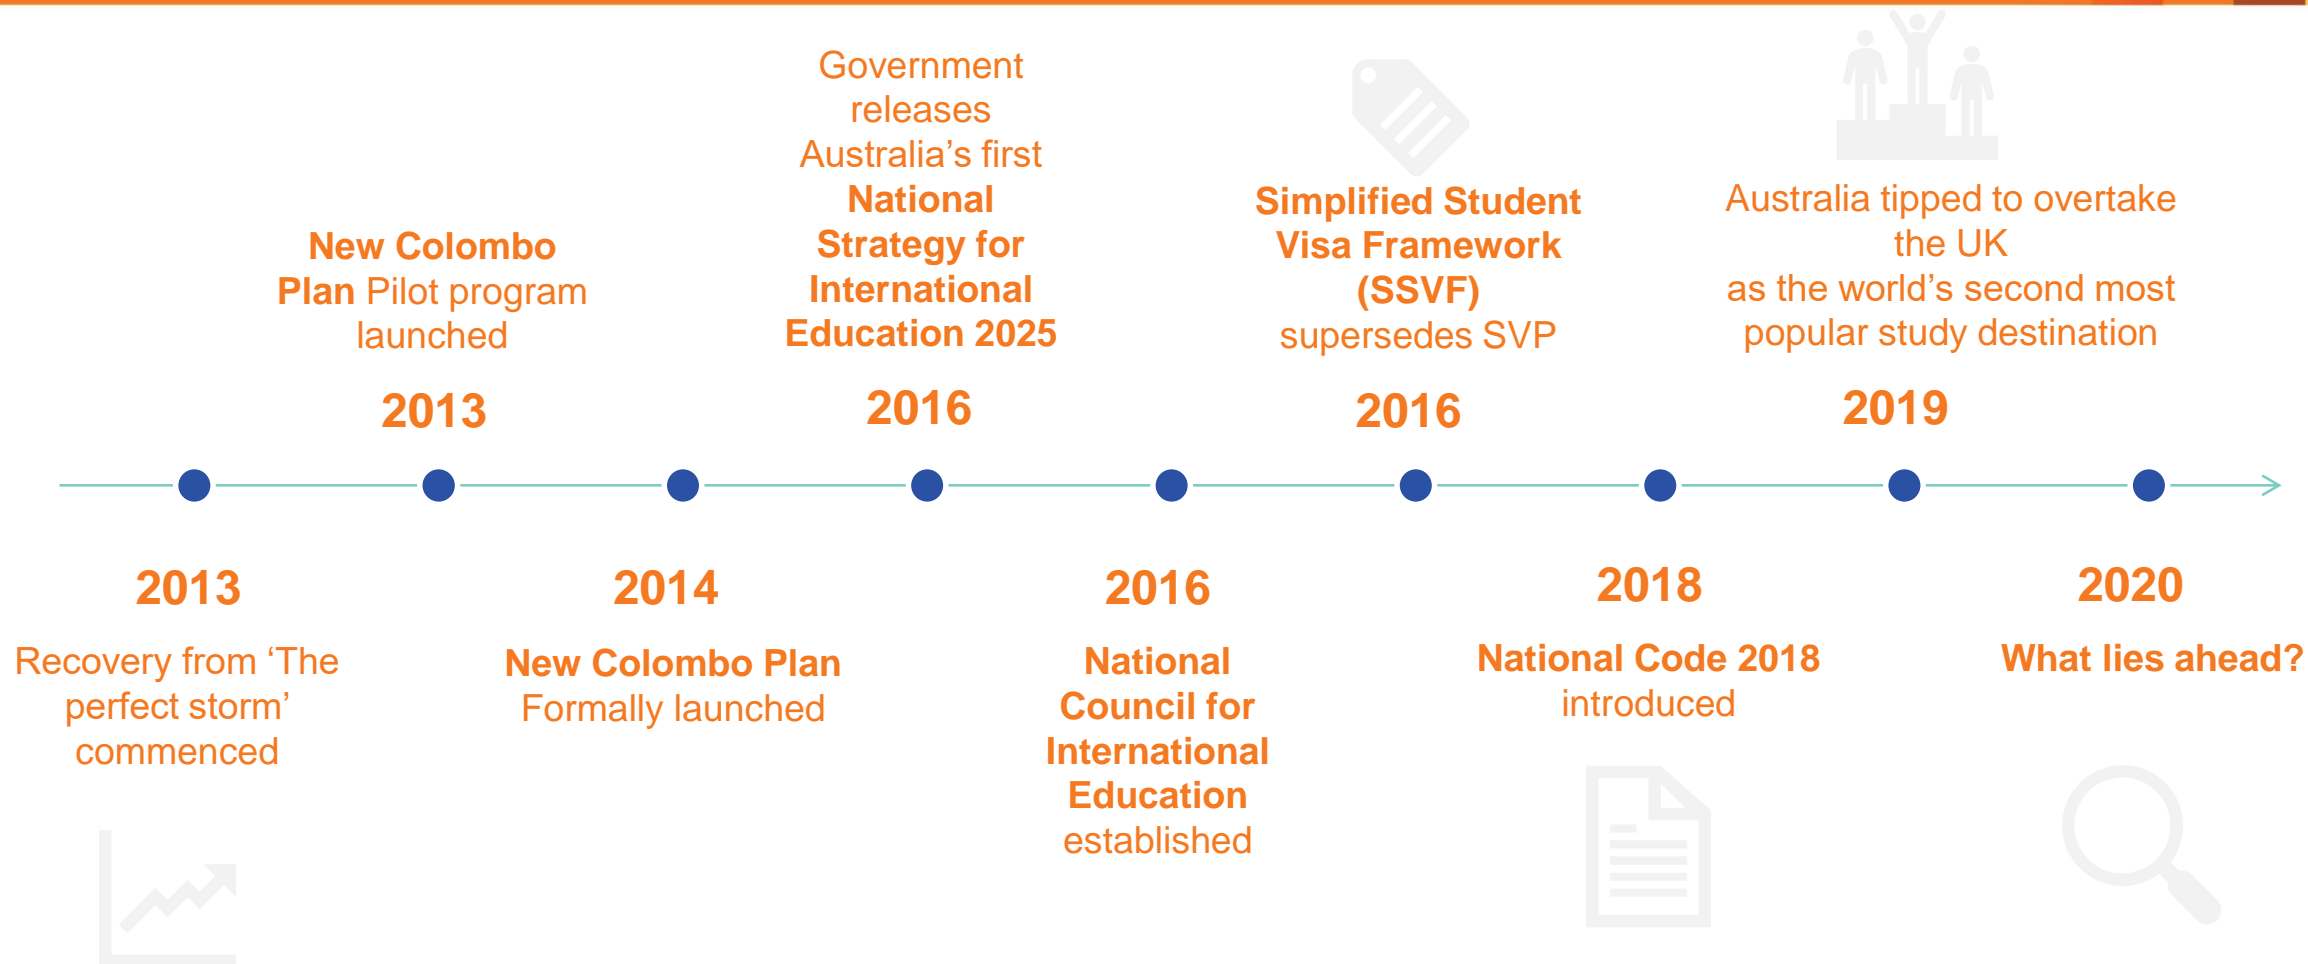 2013
Recovery from ‘The
perfect storm’
commenced
New Colombo
Plan Pilot program
launched
2013
2014
New Colombo Plan
Formally launched
Government
releases
Australia’s first
National
Strategy for
International
Education 2025
2016
2016
National
Council for
International
Education
established
Simplified Student
Visa Framework
(SSVF)
supersedes SVP
2016
2018
National Code 2018
introduced
Australia tipped to overtake
the UK
as the world’s second most
popular study destination
2019
2020
What lies ahead?